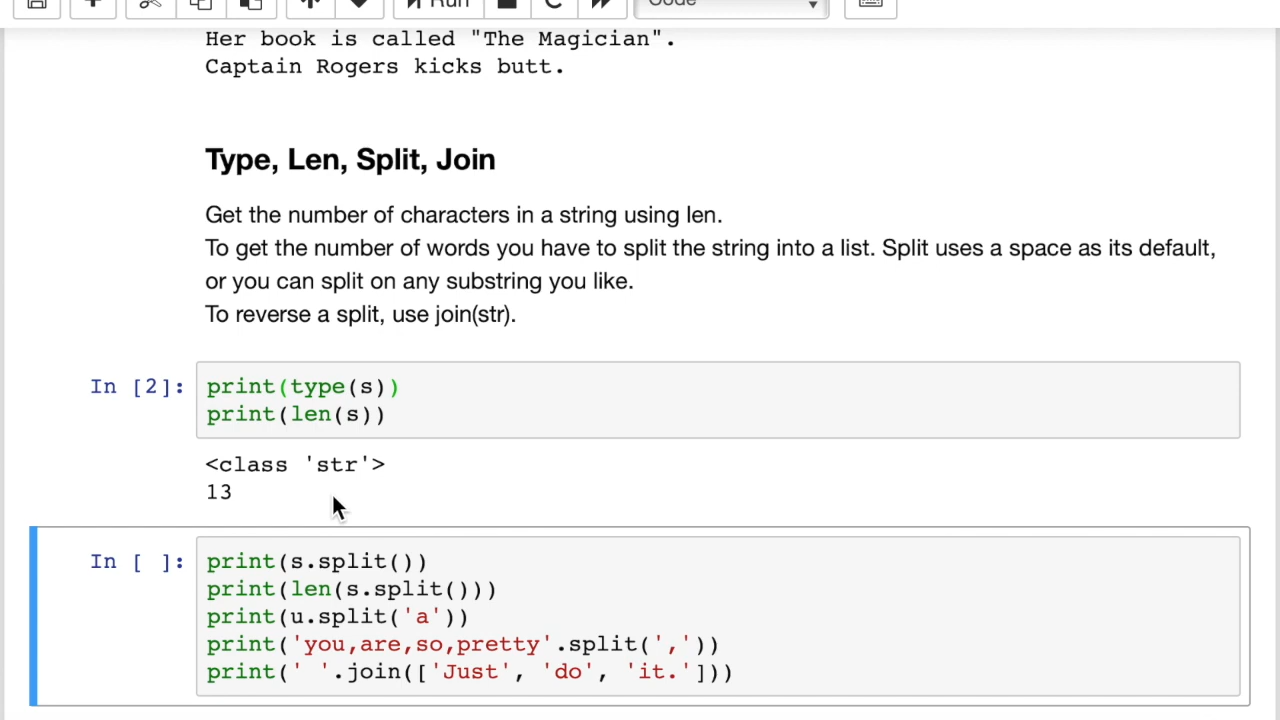 Run
Code
Her book is called "The Magician".
Captain Rogers kicks butt.
Type, Len, Split, Join
Get the number of characters in a string using len.
To get the number of words you have to split the string into a list. Split uses a space as its default,
or you can split on any substring you like.
To reverse a split, use join(str).
In [2]:
print(type(s))
print(len(s))
<class 'str'>
13
In [ ]:
print(s.split())
print(len(s.split()))
print(u.split('a'))
print('you,are,so,pretty'.split(','))
print(' '.join(['Just', 'do', 'it.']))